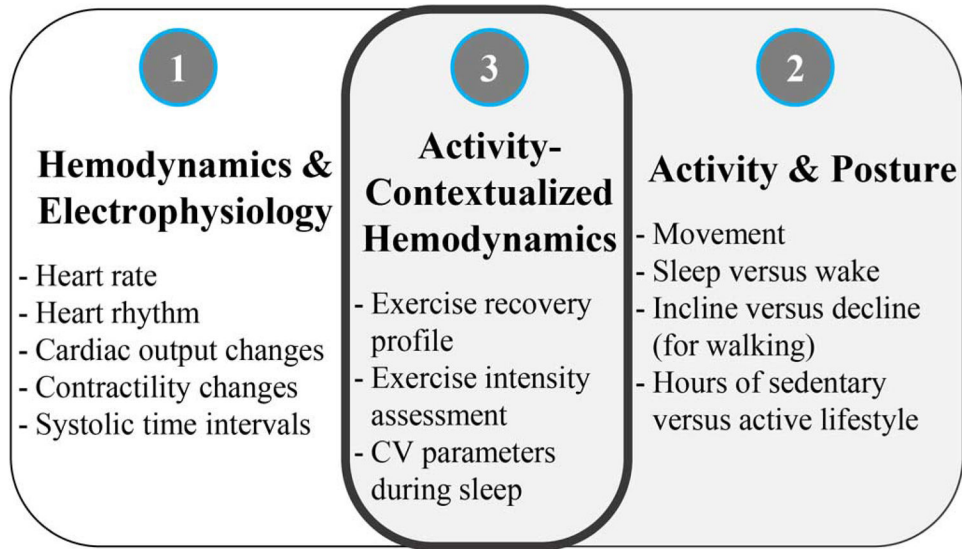 1
Hemodynamics &
Electrophysiology
- Heart rate
- Heart rhythm
- Cardiac output changes
- Contractility changes
- Systolic time intervals
3
Activity-
Contextualized
Hemodynamics
- Exercise recovery
profile
- Exercise intensity
assessment
- CV parameters
during sleep
2
Activity & Posture
- Movement
- Sleep versus wake
- Incline versus decline
(for walking)
- Hours of sedentary
versus active lifestyle